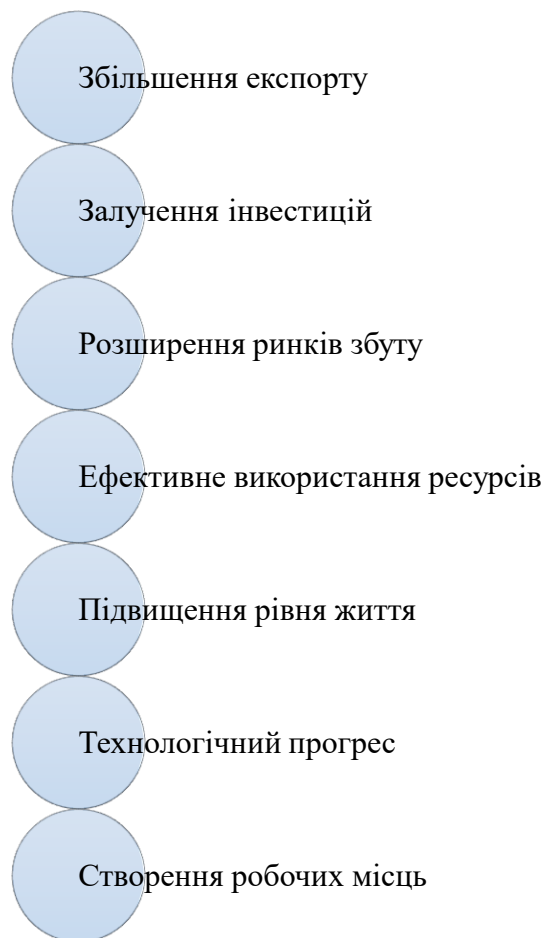 Збільшення експорту
Залучення інвестицій
Розширення ринків збуту
Ефективне використання ресурсів
Підвищення рівня життя
Технологічний прогрес
Створення робочих місць